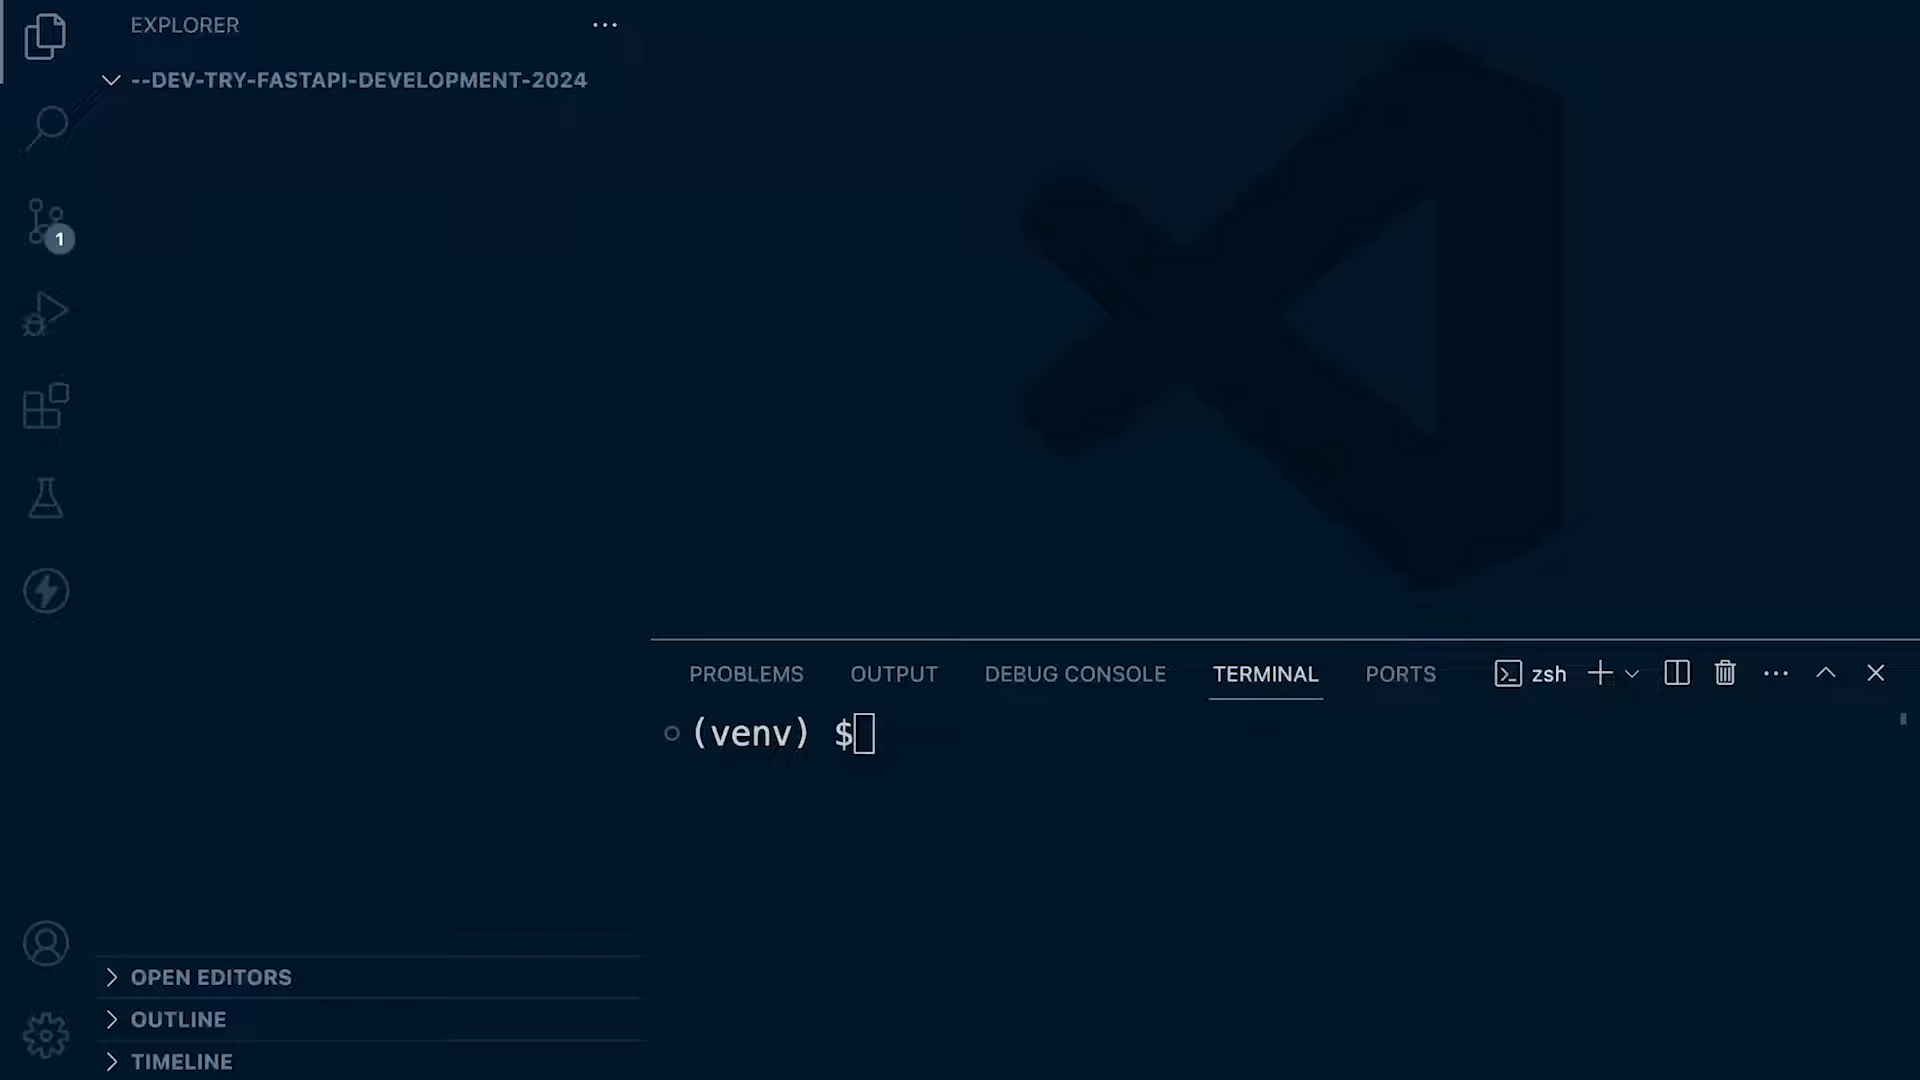 EXPLORER
--DEV-TRY-FASTAPI-DEVELOPMENT-2024
1
PROBLEMS OUTPUT DEBUG CONSOLE TERMINAL PORTS zsh
(venv) $
OPEN EDITORS
OUTLINE
TIMELINE